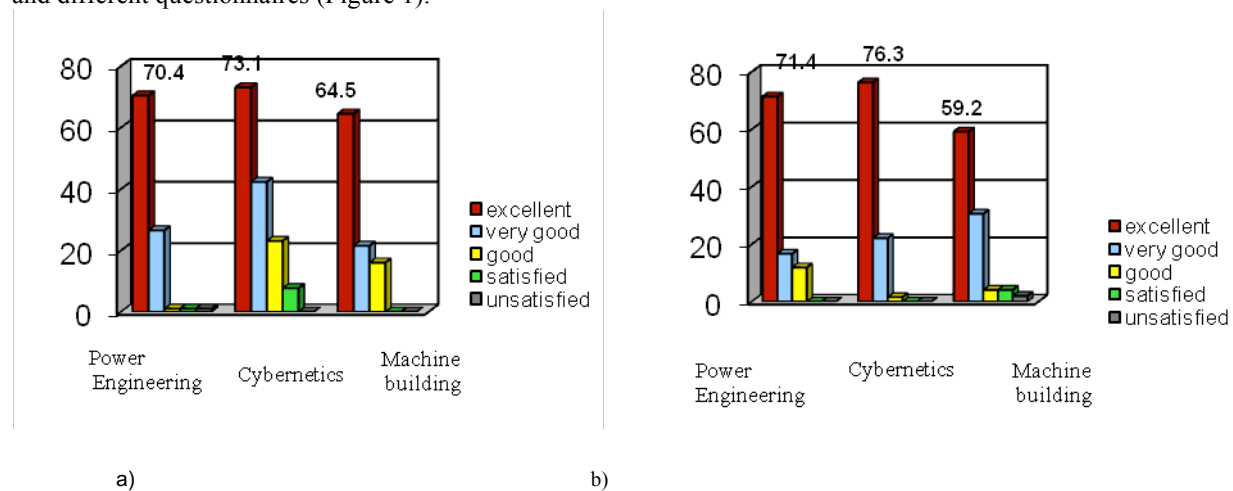 and different questionnaires (Figure 1).
80
60
40
20
0
70.4
73.1
64.5
excellent
very good
good
satisfied
unsatisfied
Power
Engineering
Cybernetics
Machine
building
80
60
40
20
0
71.4
76.3
59.2
excellent
very good
good
satisfied
unsatisfied
Power
Engineering
Cybernetics
Machine
building
a)
b)